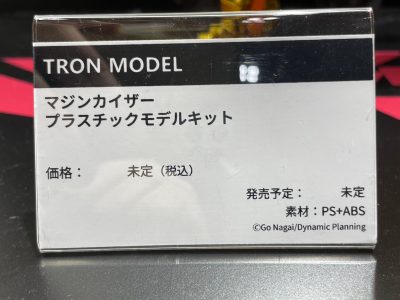 TRON MODEL
マジンカイザー
プラスチックモデルキット
価格： 未定（税込）
発売予定： 未定
素材：PS+ABS
©Go Nagai/Dynamic Planning